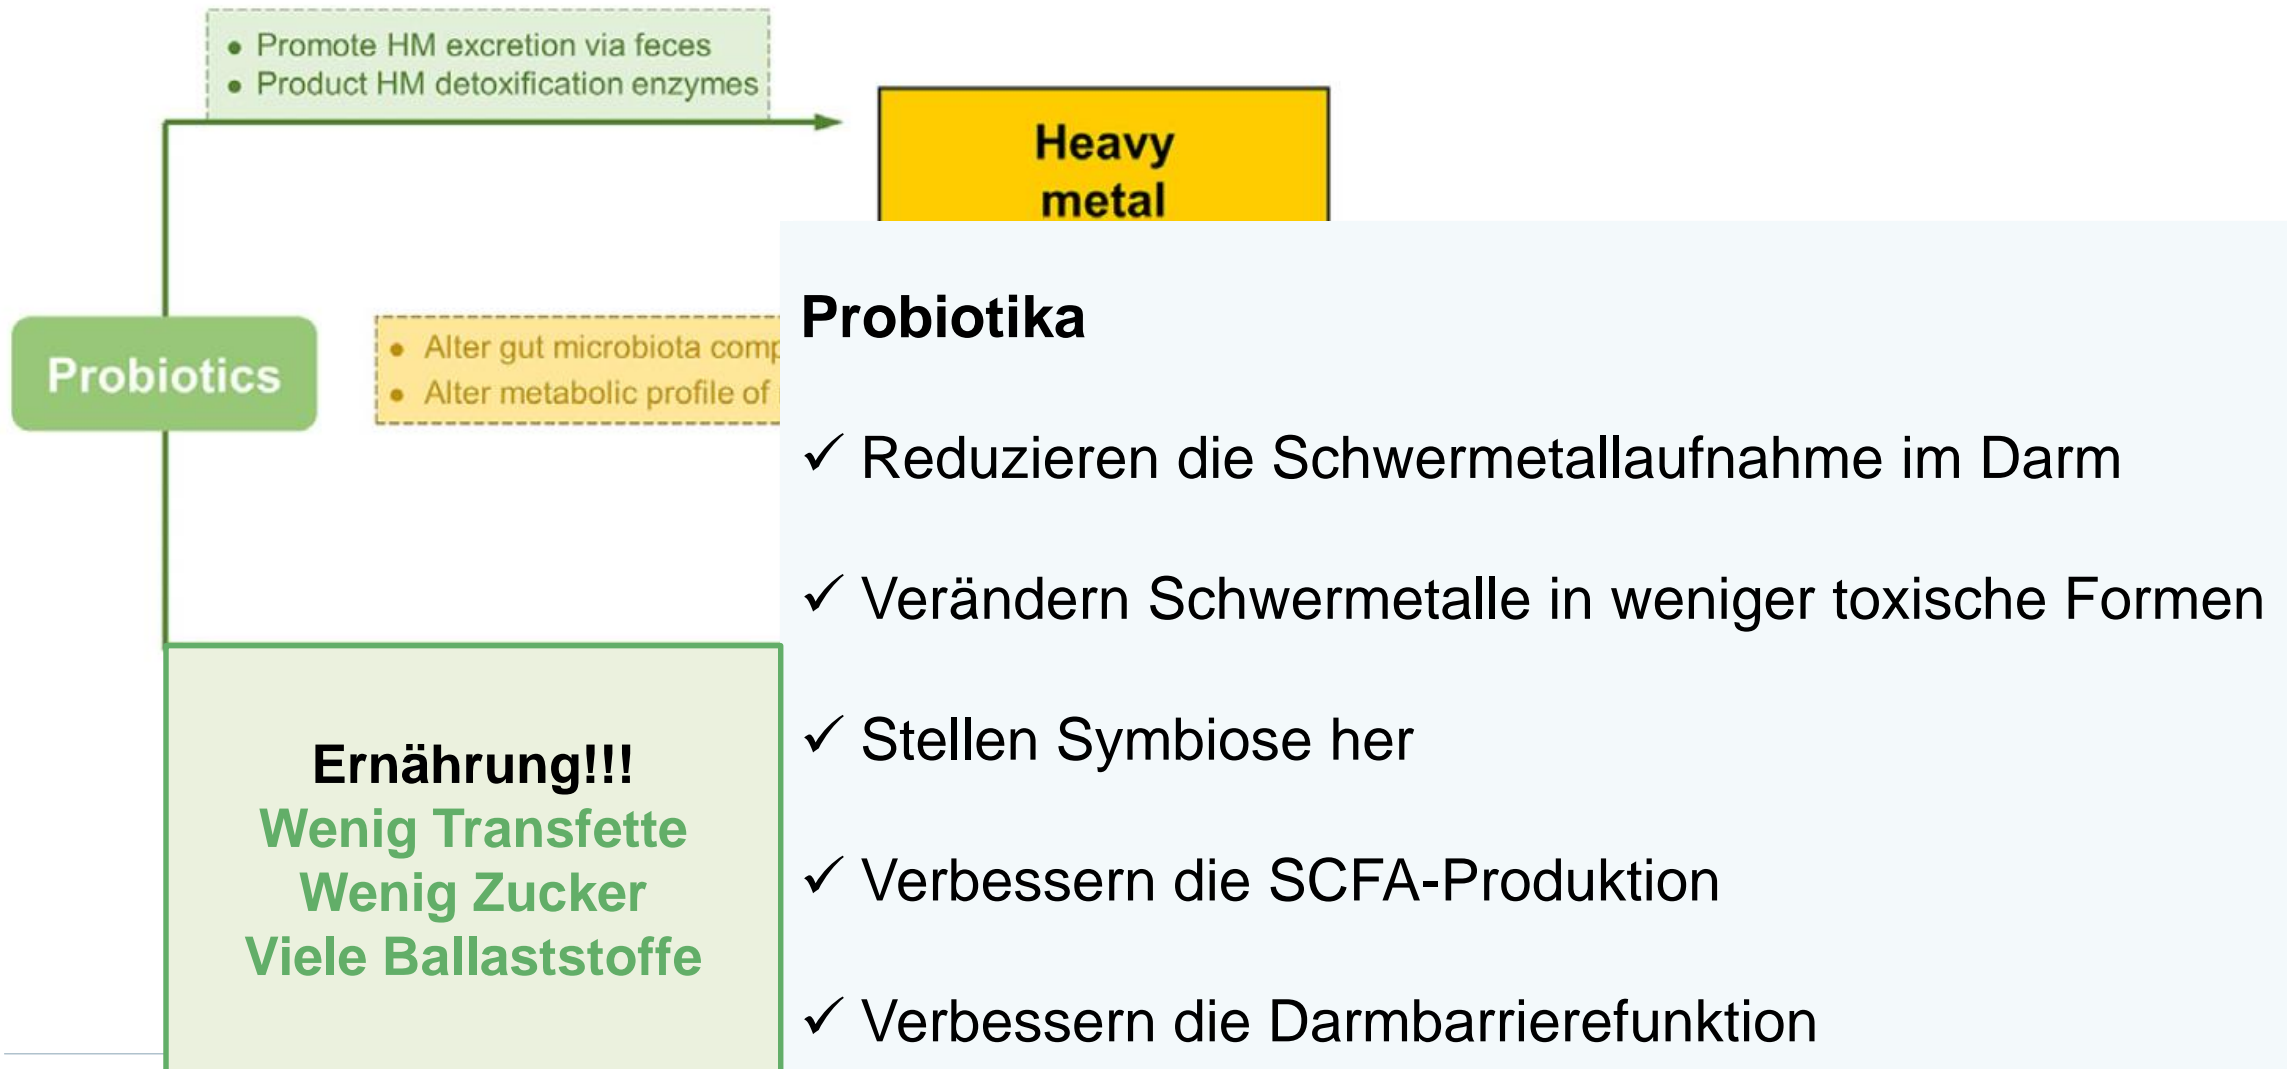 ● Promote HM excretion via feces
● Product HM detoxification enzymes
Heavy
metal
Probiotics
● Alter gut microbiota
● Alter metabolic profile of
Probiotika
✓ Reduzieren die Schwermetallaufnahme im Darm
✓ Verändern Schwermetalle in weniger toxische Formen
✓ Stellen Symbiose her
✓ Verbessern die SCFA-Produktion
✓ Verbessern die Darmbarrierefunktion
Ernährung!!!
Wenig Transfette
Wenig Zucker
Viele Ballaststoffe